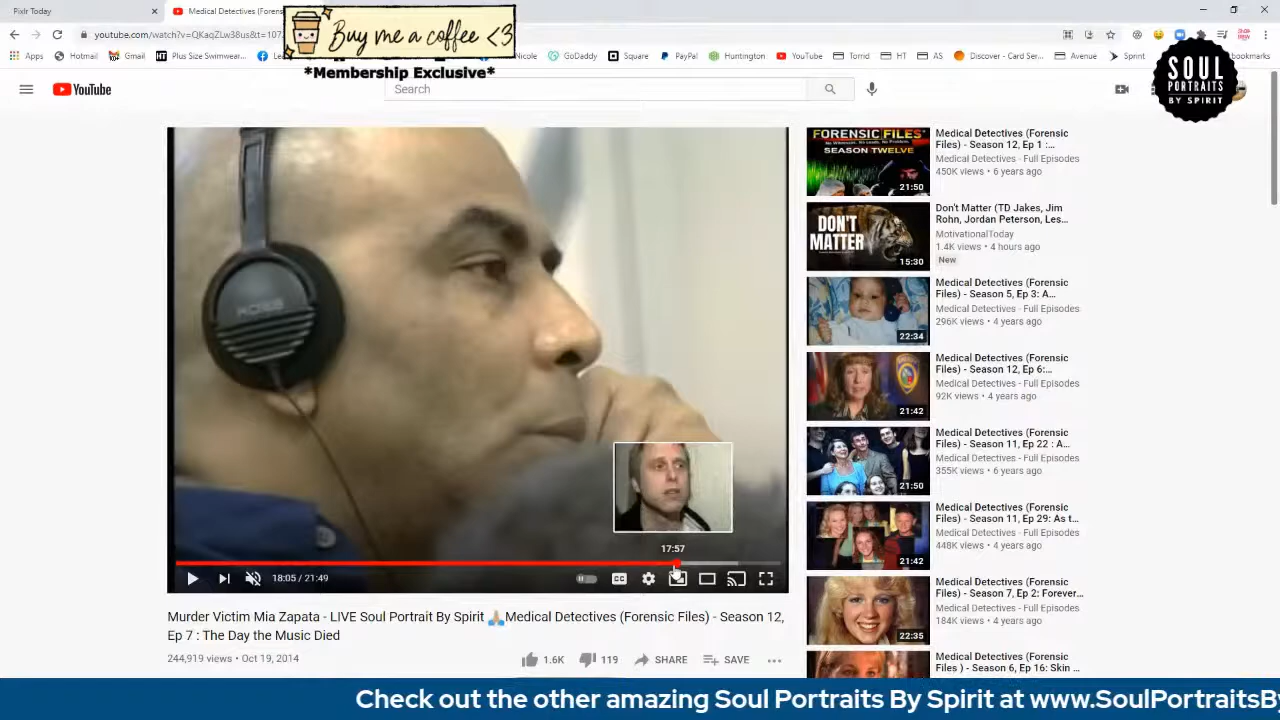 Pixlr Today
Medical Detectives (Forens
Buy me a coffee <3
*Membership Exclusive*
youtube.com/watch?v=QKaqZLw38us&t=107
Apps
Hotmail
Gmail
HT
Plus Size Swimwear...
Lea
Nicole
GoDaddy
Square
PayPal
Huntington
YouTube
Torrid
HT
AS
Discover - Card Ser...
Avenue
Sprint
bookmarks
YouTube
Search
SOUL
PORTRAITS
BY SPIRIT
FORENSIC FILES
SEASON TWELVE
21:50
Medical Detectives (Forensic
Files) - Season 12, Ep 1 :...
Medical Detectives - Full Episodes
450K views • 6 years ago
DON'T
MATTER
15:30
Don't Matter (TD Jakes, Jim
Rohn, Jordan Peterson, Les...
MotivationalToday
1.4K views • 4 hours ago
New
22:34
Medical Detectives (Forensic
Files) - Season 5, Ep 3: A...
Medical Detectives - Full Episodes
296K views • 4 years ago
21:42
Medical Detectives (Forensic
Files) - Season 12, Ep 6:...
Medical Detectives - Full Episodes
92K views • 4 years ago
21:50
Medical Detectives (Forensic
Files) - Season 11, Ep 22 : A...
Medical Detectives - Full Episodes
355K views • 6 years ago
21:42
Medical Detectives (Forensic
Files) - Season 11, Ep 29: As t...
Medical Detectives - Full Episodes
448K views • 4 years ago
22:35
Medical Detectives (Forensic
Files) - Season 7, Ep 2: Forever...
Medical Detectives - Full Episodes
184K views • 4 years ago
Medical Detectives (Forensic
Files ) - Season 6, Ep 16: Skin ...
17:57
18:05 / 21:49
CC
Murder Victim Mia Zapata - LIVE Soul Portrait By Spirit 🙏Medical Detectives (Forensic Files) - Season 12,
Ep 7 : The Day the Music Died
views • Oct 19, 2014
1.6K
119
SHARE
SAVE
Check out the other amazing Soul Portraits By Spirit at www.SoulPortraitsB